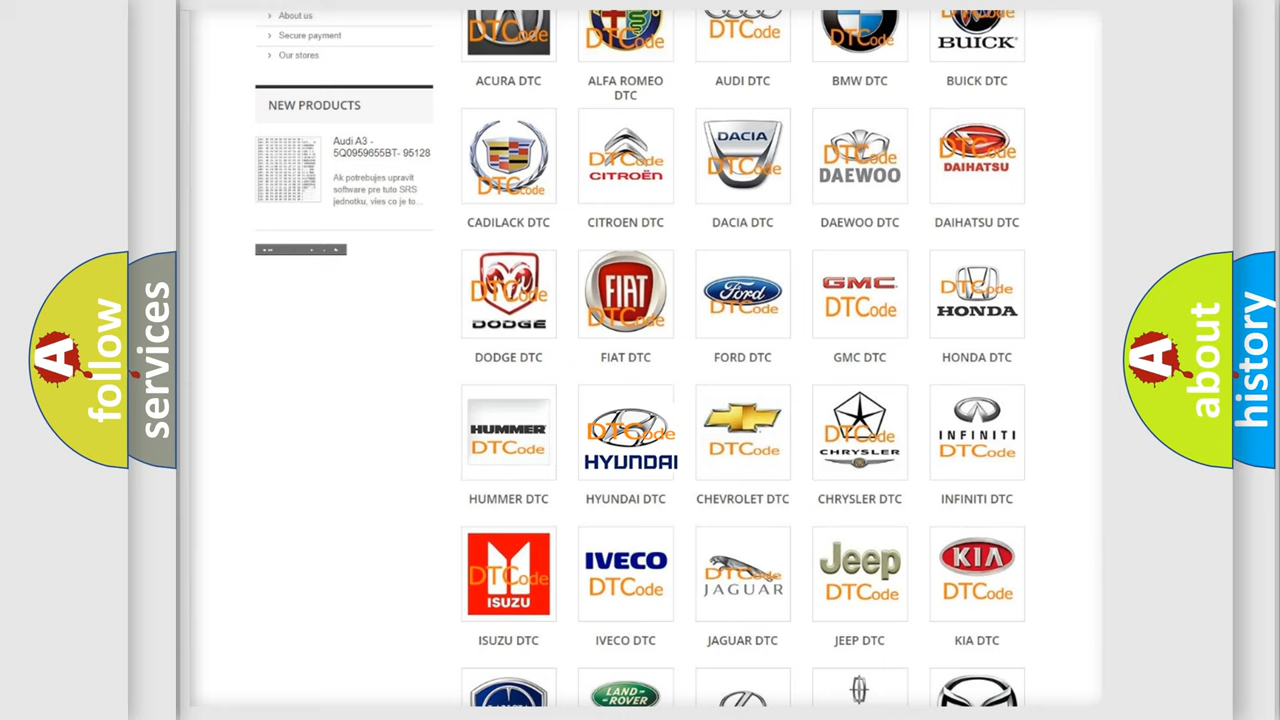 About us
Secure payment
Our stores
NEW PRODUCTS
Audi A3 -
5Q0959655BT- 95128
Ak potrebujes upravit
software pre tuto SRS
jednotku, vies co je to...
DTCode
DTCode
DTCode
DTCode
BUICK
ACURA DTC
ALFA ROMEO
DTC
AUDI DTC
BMW DTC
BUICK DTC
DTCode
DTCode
CITROËN
DACIA
DTCode
DTCode
DAEWOO
DTCode
DAIHATSU
CADILACK DTC
CITROEN DTC
DACIA DTC
DAEWOO DTC
DAIHATSU DTC
DTCode
DODGE
FIAT
DTCode
Ford
DTCode
GMC
DTCode
DTCode
HONDA
DODGE DTC
FIAT DTC
FORD DTC
GMC DTC
HONDA DTC
HUMMER
DTCode
DTCode
HYUNDAI
DTCode
DTCode
CHRYSLER
INFINITI
DTCode
HUMMER DTC
HYUNDAI DTC
CHEVROLET DTC
CHRYSLER DTC
INFINITI DTC
DTCode
ISUZU
IVECO
DTCode
DTCode
JAGUAR
Jeep
DTCode
KIA
DTCode
ISUZU DTC
IVECO DTC
JAGUAR DTC
JEEP DTC
KIA DTC
LAND-
ROVER
A
follow
services
A
about
history